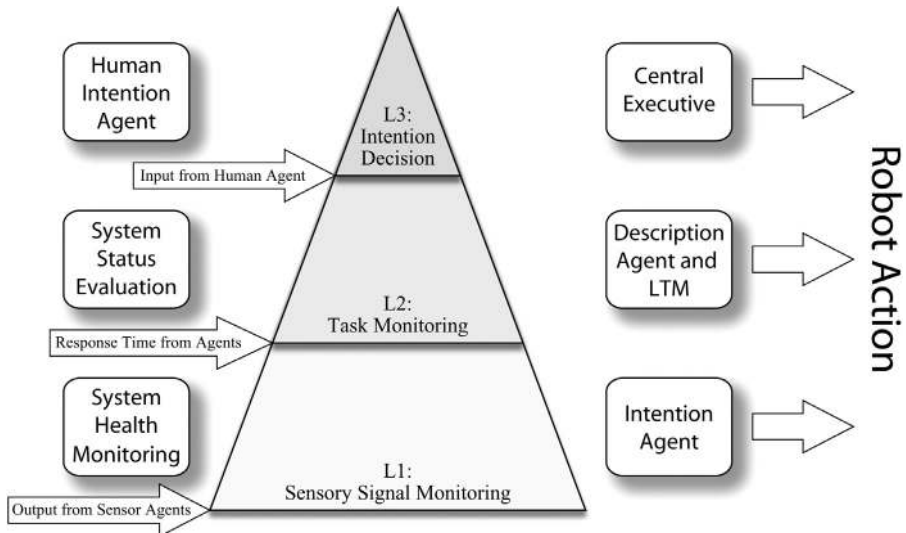 Human
Intention
Agent
L3:
Intention
Decision
Central
Executive
Input from Human Agent
System
Status
Evaluation
L2:
Task Monitoring
Description
Agent and
LTM
Response Time from Agents
System
Health
Monitoring
L1:
Sensory Signal Monitoring
Intention
Agent
Output from Sensor Agents
Robot Action